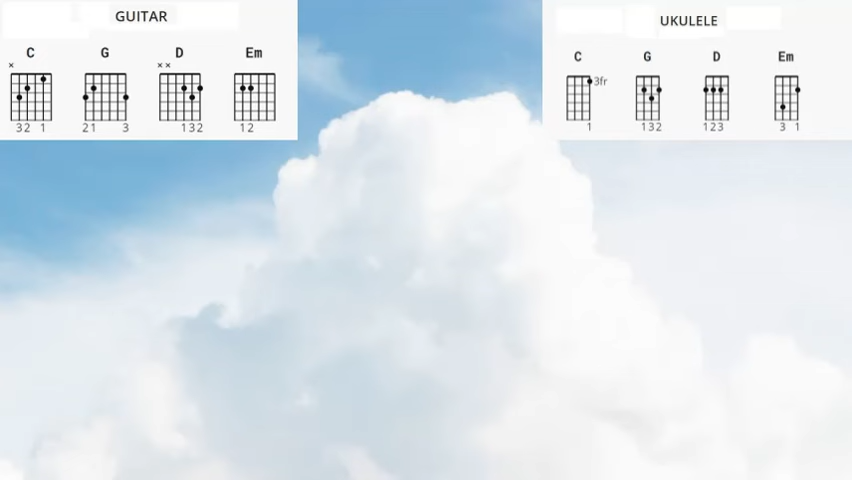 GUITAR
C G D Em
× × ×
32 1 21 3 132 12
UKULELE
C G D Em
3fr
1 132 123 3 1